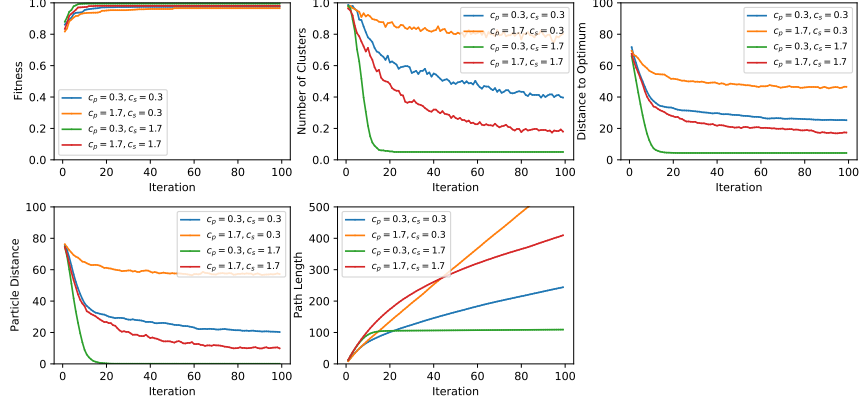 1.0
0.8
0.6
0.4
0.2
0.0
Fitness
c_p = 0.3, c_s = 0.3
c_p = 1.7, c_s = 0.3
c_p = 0.3, c_s = 1.7
c_p = 1.7, c_s = 1.7
0 20 40 60 80 100
Iteration
1.0
0.8
0.6
0.4
0.2
0.0
Number of Clusters
c_p = 0.3, c_s = 0.3
c_p = 1.7, c_s = 0.3
c_p = 0.3, c_s = 1.7
c_p = 1.7, c_s = 1.7
0 20 40 60 80 100
Iteration
100
80
60
40
20
0
Distance to Optimum
c_p = 0.3, c_s = 0.3
c_p = 1.7, c_s = 0.3
c_p = 0.3, c_s = 1.7
c_p = 1.7, c_s = 1.7
0 20 40 60 80 100
Iteration
100
80
60
40
20
0
Particle Distance
c_p = 0.3, c_s = 0.3
c_p = 1.7, c_s = 0.3
c_p = 0.3, c_s = 1.7
c_p = 1.7, c_s = 1.7
0 20 40 60 80 100
Iteration
500
400
300
200
100
0
Path Length
c_p = 0.3, c_s = 0.3
c_p = 1.7, c_s = 0.3
c_p = 0.3, c_s = 1.7
c_p = 1.7, c_s = 1.7
0 20 40 60 80 100
Iteration